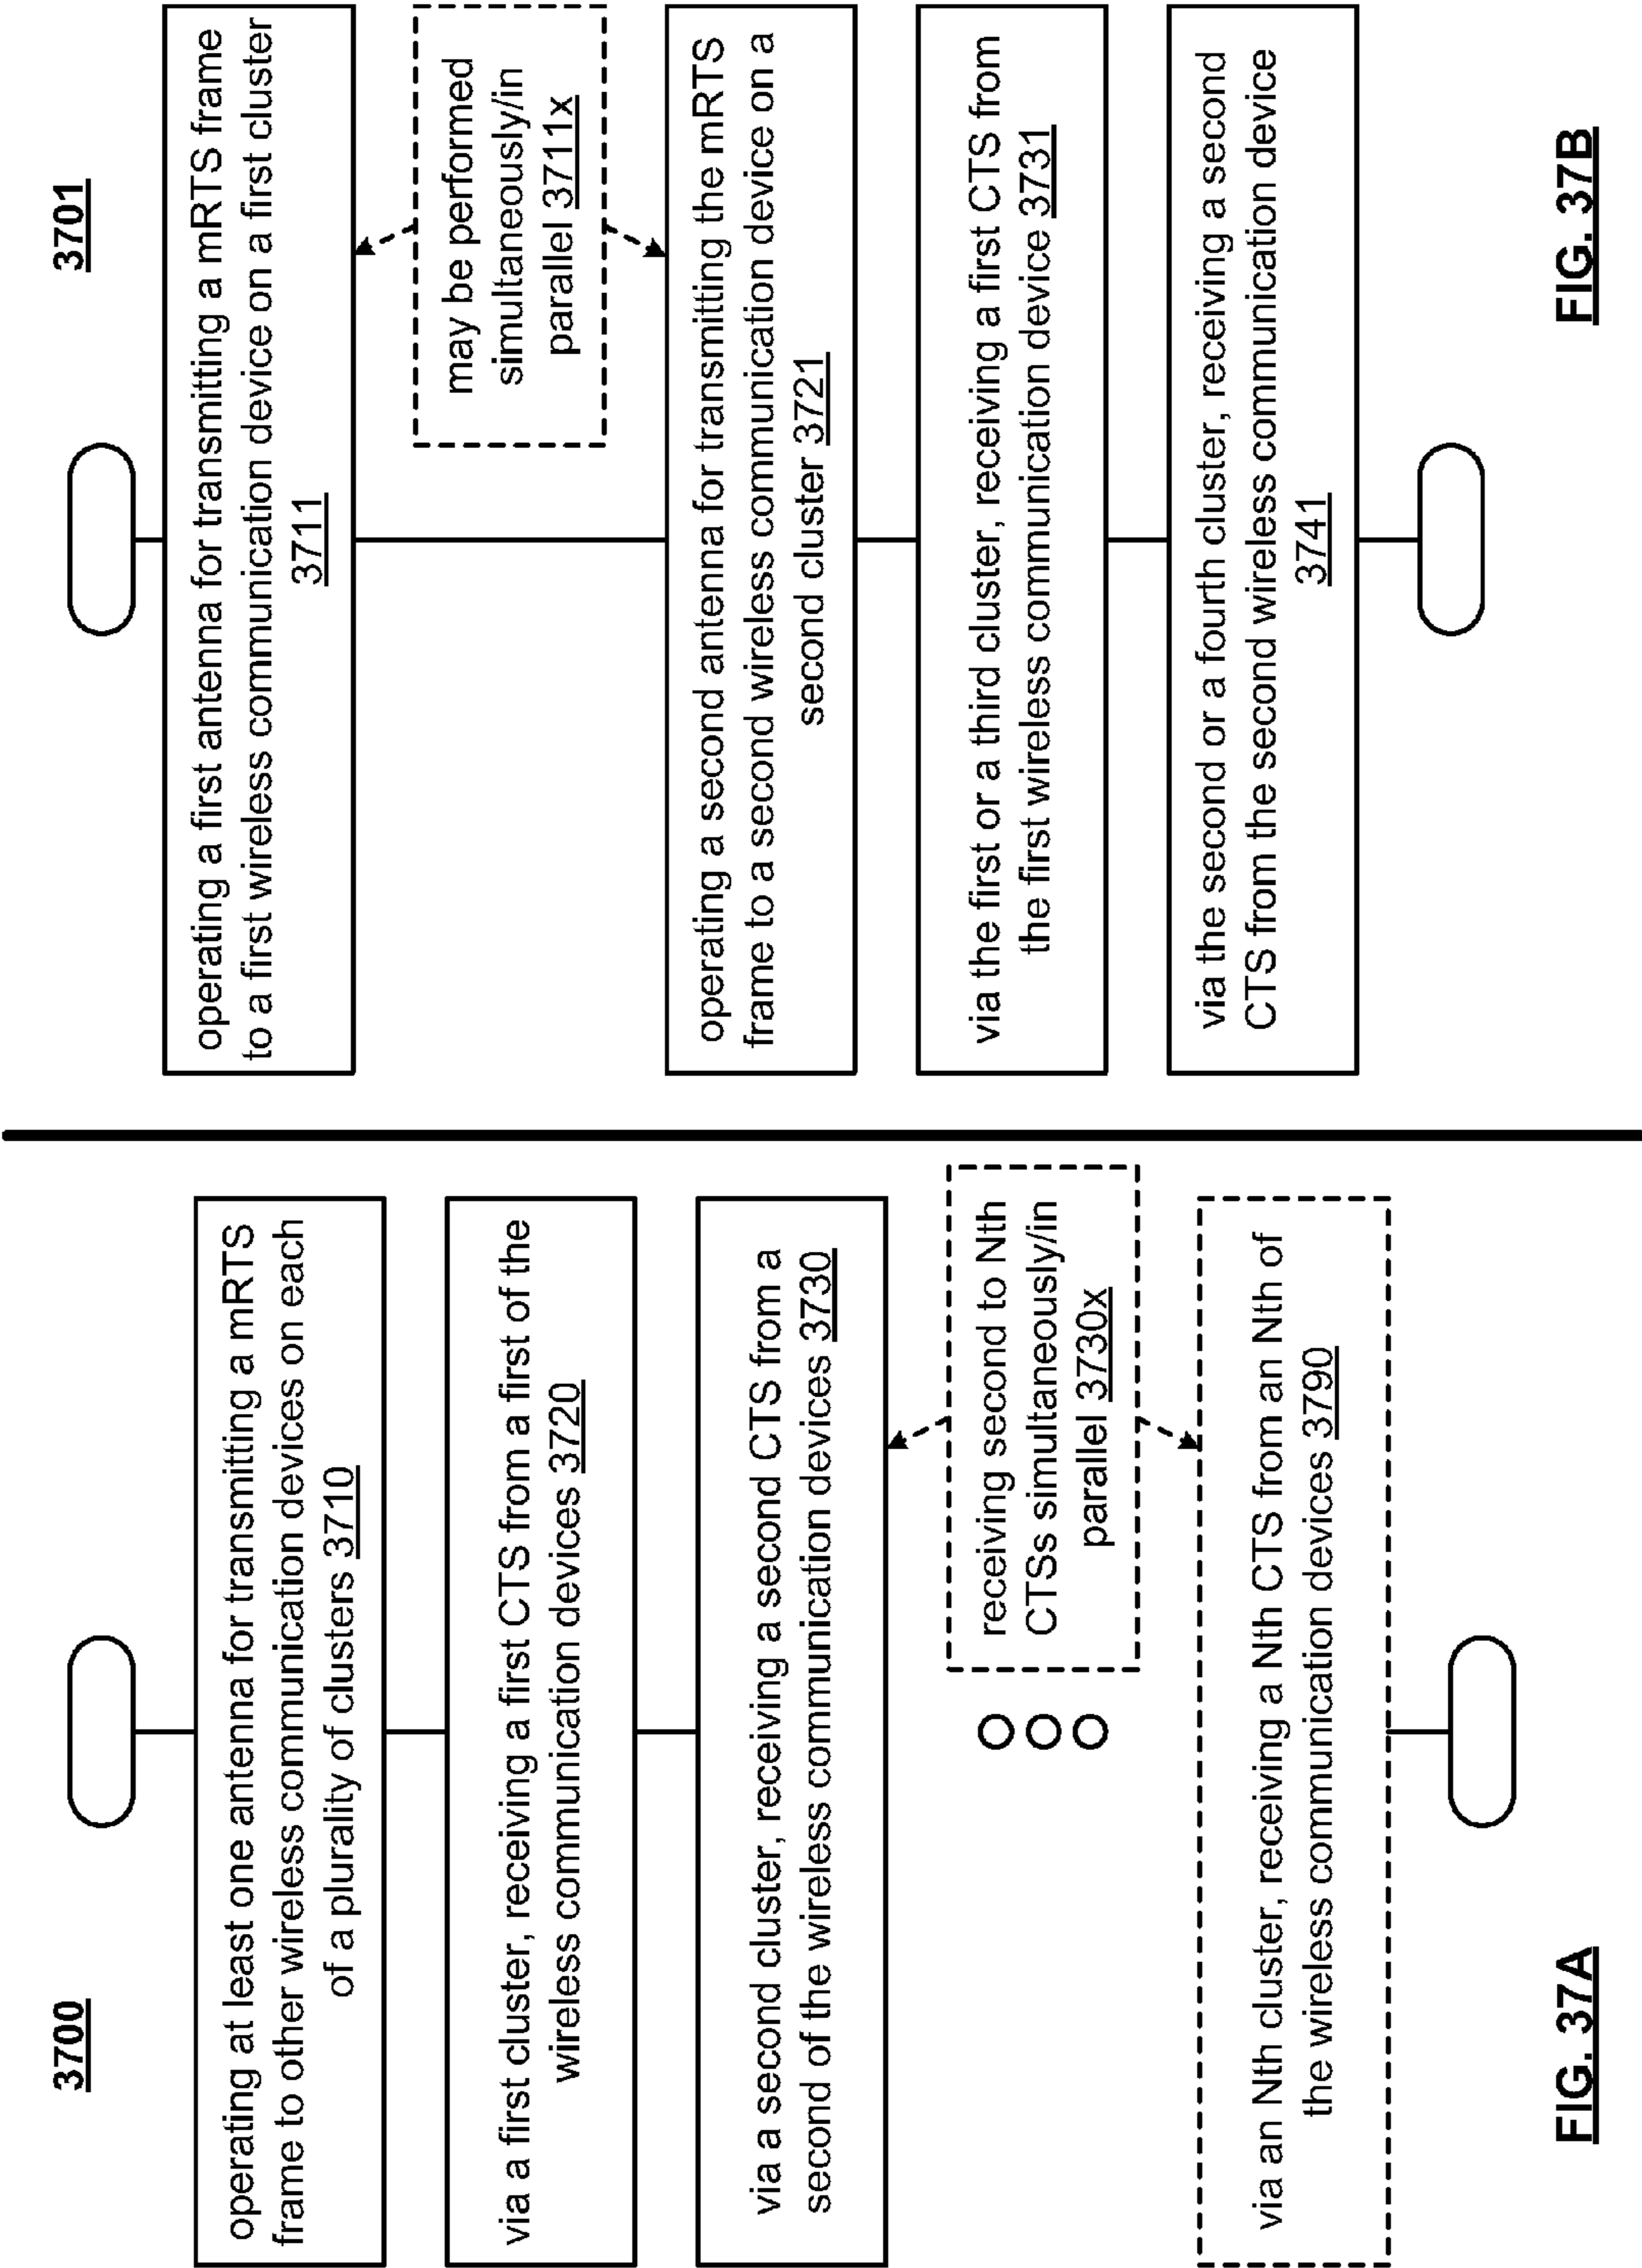 3700
operating at least one antenna for transmitting a mRTS
frame to other wireless communication devices on each
of a plurality of clusters 3710
via a first cluster, receiving a first CTS from a first of the
wireless communication devices 3720
via a second cluster, receiving a second CTS from a
second of the wireless communication devices 3730
receiving second to Nth
CTSs simultaneously/in
parallel 3730x
via an Nth cluster, receiving a Nth CTS from an Nth of
the wireless communication devices 3790
FIG. 37A
3701
operating a first antenna for transmitting a mRTS frame
to a first wireless communication device on a first cluster
3711
may be performed
simultaneously/in
parallel 3711x
operating a second antenna for transmitting the mRTS
frame to a second wireless communication device on a
second cluster 3721
via the first or a third cluster, receiving a first CTS from
the first wireless communication device 3731
via the second or a fourth cluster, receiving a second
CTS from the second wireless communication device
3741
FIG. 37B